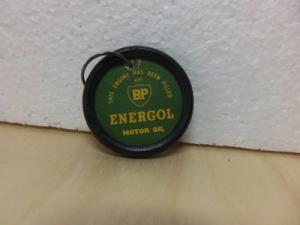 THIS ENGINE HAS BEEN FILLED
WITH
BP
ENERGOL
MOTOR OIL